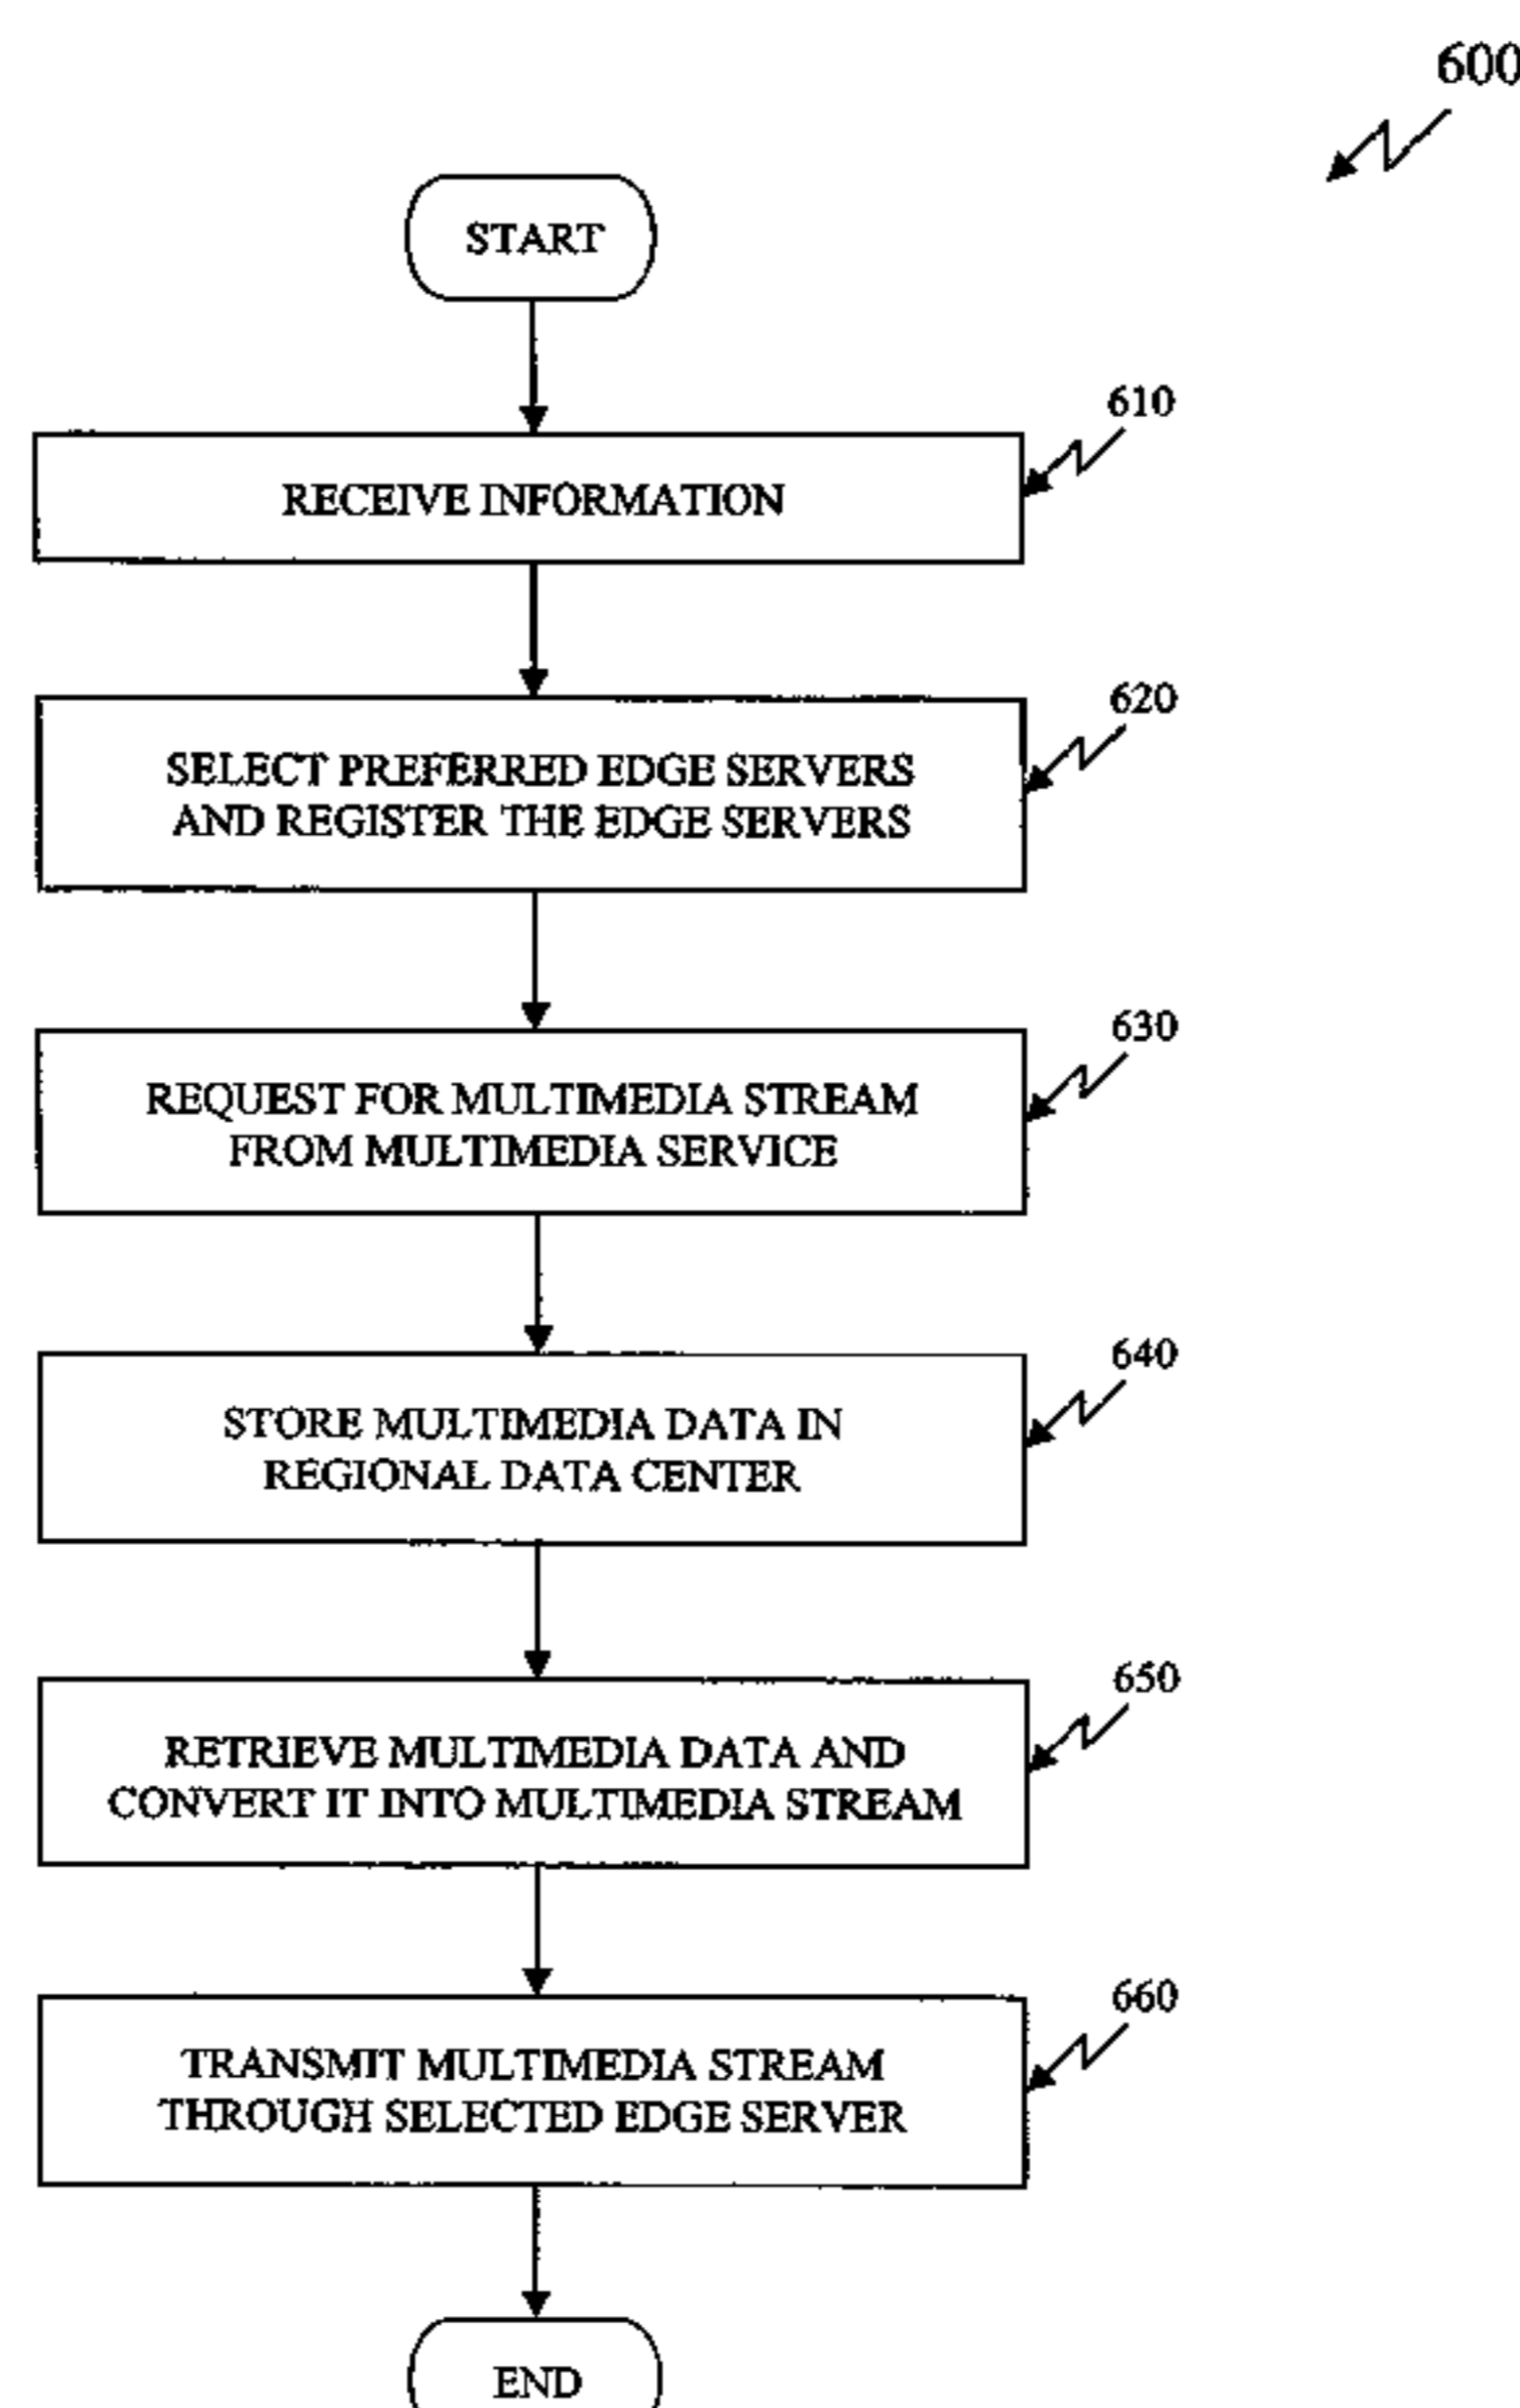 600
START
610
RECEIVE INFORMATION
620
SELECT PREFERRED EDGE SERVERS
AND REGISTER THE EDGE SERVERS
630
REQUEST FOR MULTIMEDIA STREAM
FROM MULTIMEDIA SERVICE
640
STORE MULTIMEDIA DATA IN
REGIONAL DATA CENTER
650
RETRIEVE MULTIMEDIA DATA AND
CONVERT IT INTO MULTIMEDIA STREAM
660
TRANSMIT MULTIMEDIA STREAM
THROUGH SELECTED EDGE SERVER
END